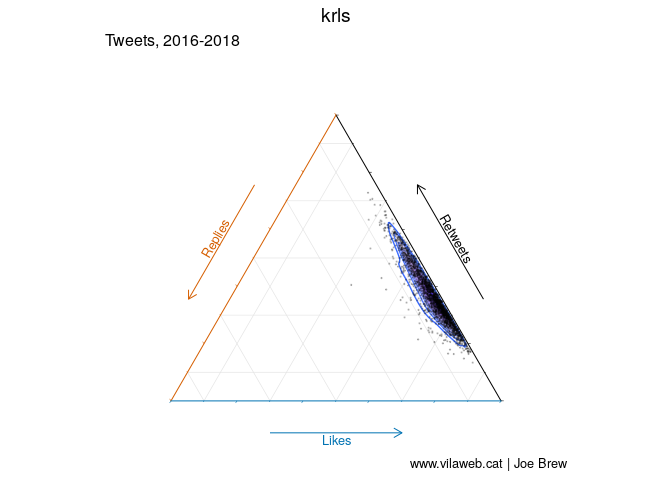 krls
Tweets, 2016-2018
Replies
Retweets
Likes
www.vilaweb.cat | Joe Brew